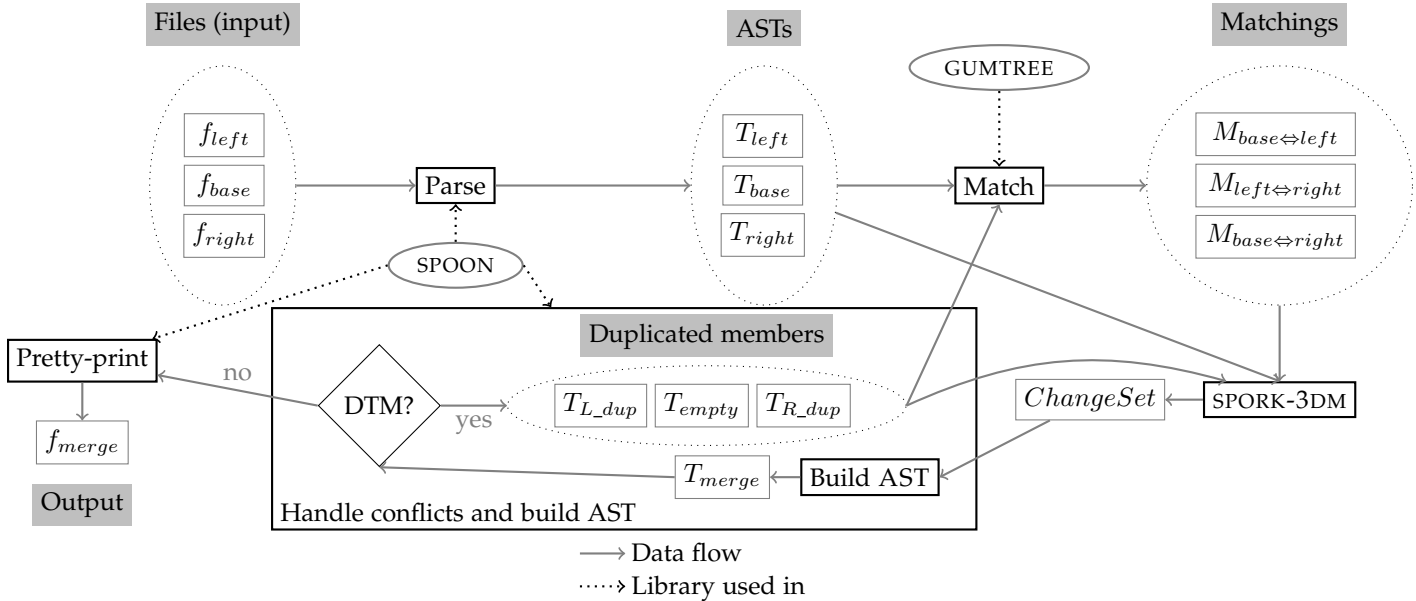 Files (input)
ASTs
Matchings
GUMTREE
f_left
f_base
f_right
Parse
T_left
T_base
T_right
Match
M_base⇔left
M_left⇔right
M_base⇔right
SPOON
Duplicated members
Pretty-print
no
DTM?
yes
T_L_dup
T_empty
T_R_dup
ChangeSet
SPORK-3DM
f_merge
T_merge
Build AST
Output
Handle conflicts and build AST
Data flow
Library used in